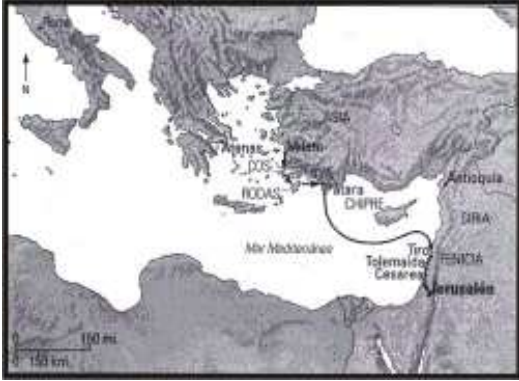 Roma
N
ASIA
Atenas
Mileto
COS
RODAS
Pátara
CHIPRE
Antioquía
SIRIA
Mar Mediterráneo
Tiro
FENICIA
Tolemaida
Cesarea
Jerusalén
0
150 mi.
150 km.